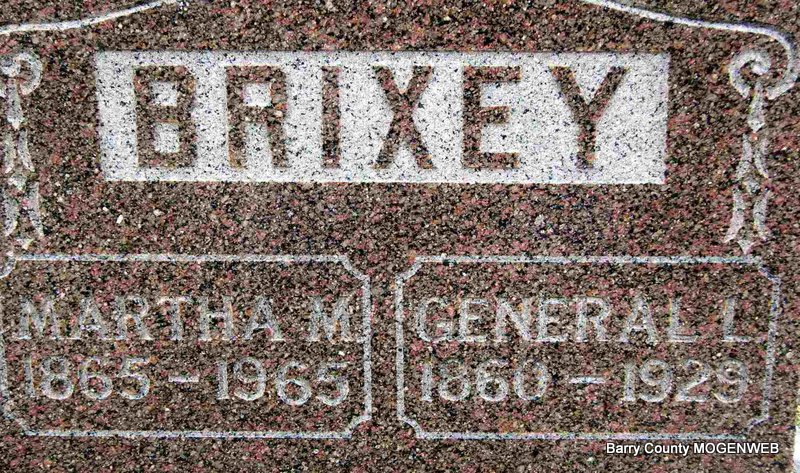 BRIXEY
MARTHA M.
1865 - 1965
GENERAL L.
1860 - 1929
Barry County MOGENWEB